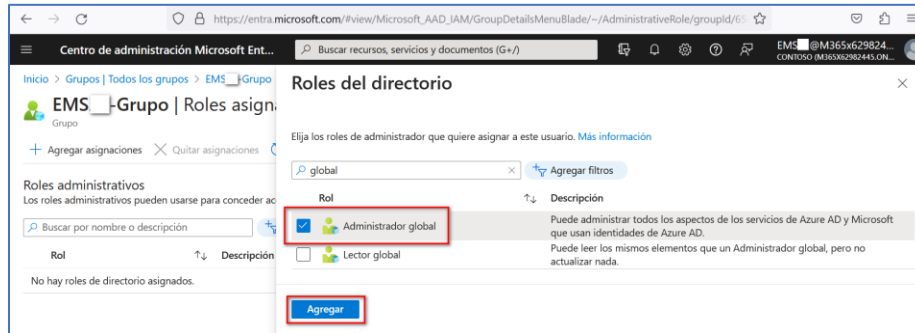 https://entra.microsoft.com/#view/Microsoft_AAD_IAM/GroupDetailsMenuBlade/~/AdministrativeRole/groupId/65
Centro de administración Microsoft Ent...
Buscar recursos, servicios y documentos (G+/)
EMS @M365x629824...
CONTOSO (M365X62982445.ON...
Inicio > Grupos | Todos los grupos > EMS -Grupo
EMS -Grupo | Roles asigna
Grupo
Agregar asignaciones Quitar asignaciones
Roles administrativos
Los roles administrativos pueden usarse para conceder ac
Buscar por nombre o descripción
Rol Descripción
No hay roles de directorio asignados.
Roles del directorio
Elija los roles de administrador que quiere asignar a este usuario. Más información
global
Agregar filtros
Rol Descripción
Administrador global
Puede administrar todos los aspectos de los servicios de Azure AD y Microsoft
que usan identidades de Azure AD.
Lector global
Puede leer los mismos elementos que un Administrador global, pero no
actualizar nada.
Agregar